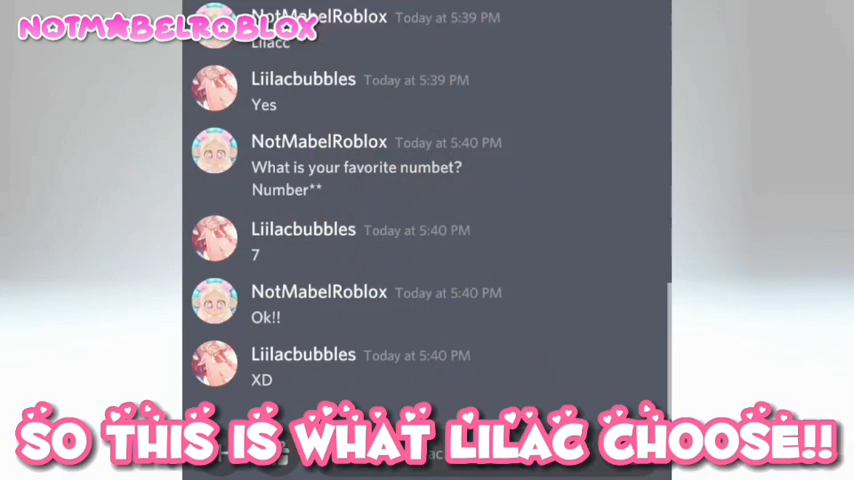 NOTMABELROBLOX
NotMabelRoblox Today at 5:39 PM
Lilacc
Liilacbubbles Today at 5:39 PM
Yes
NotMabelRoblox Today at 5:40 PM
What is your favorite numbet?
Number**
Liilacbubbles Today at 5:40 PM
7
NotMabelRoblox Today at 5:40 PM
Ok!!
Liilacbubbles Today at 5:40 PM
XD
SO THIS IS WHAT LILAC CHOOSE!!